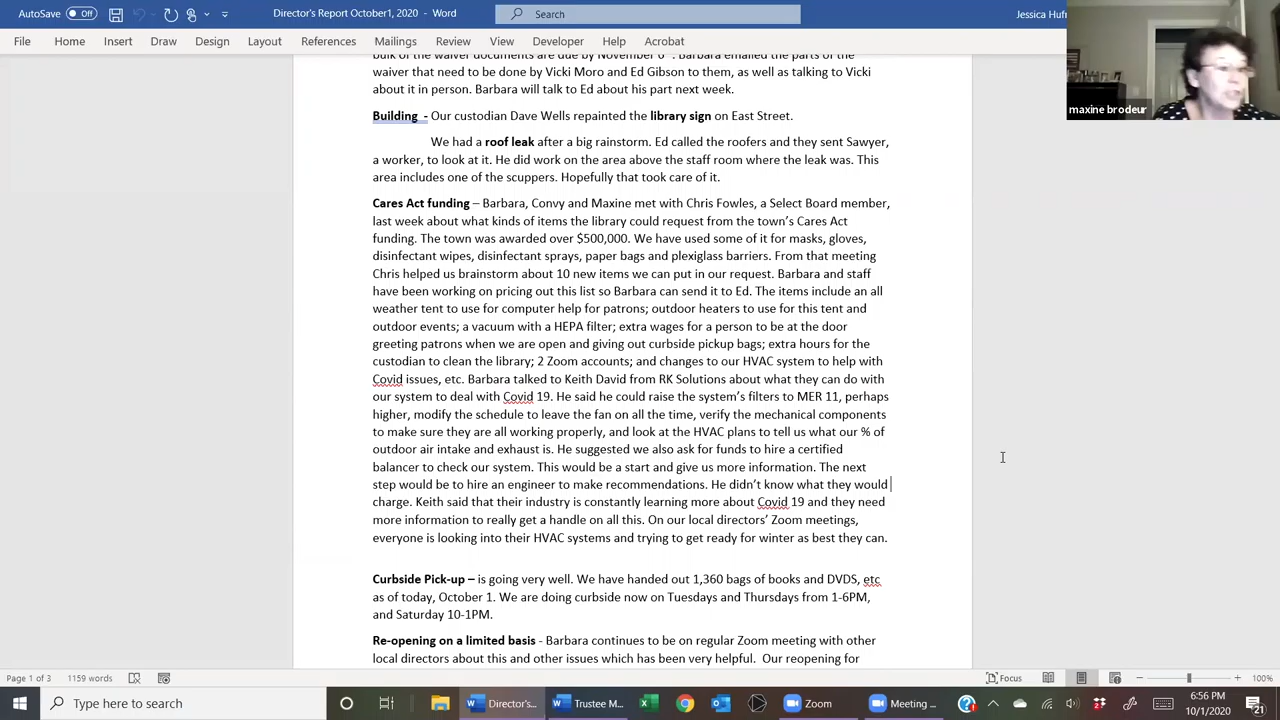 AutoSave Off Director's Report October1, 2020 Search Jessica Huf
File Home Insert Draw Design Layout References Mailings Review View Developer Help Acrobat
maxine brodeur
bulk of the waiver documents are due by November 6. Barbara emailed the parts of the
waiver that need to be done by Vicki Moro and Ed Gibson to them, as well as talking to Vicki
about it in person. Barbara will talk to Ed about his part next week.
Building - Our custodian Dave Wells repainted the library sign on East Street.
We had a roof leak after a big rainstorm. Ed called the roofers and they sent Sawyer,
a worker, to look at it. He did work on the area above the staff room where the leak was. This
area includes one of the scuppers. Hopefully that took care of it.
Cares Act funding – Barbara, Convy and Maxine met with Chris Fowles, a Select Board member,
last week about what kinds of items the library could request from the town's Cares Act
funding. The town was awarded over $500,000. We have used some of it for masks, gloves,
disinfectant wipes, disinfectant sprays, paper bags and plexiglass barriers. From that meeting
Chris helped us brainstorm about 10 new items we can put in our request. Barbara and staff
have been working on pricing out this list so Barbara can send it to Ed. The items include an all
weather tent to use for computer help for patrons; outdoor heaters to use for this tent and
outdoor events; a vacuum with a HEPA filter; extra wages for a person to be at the door
greeting patrons when we are open and giving out curbside pickup bags; extra hours for the
custodian to clean the library; 2 Zoom accounts; and changes to our HVAC system to help with
Covid issues, etc. Barbara talked to Keith David from RK Solutions about what they can do with
our system to deal with Covid 19. He said he could raise the system's filters to MER 11, perhaps
higher, modify the schedule to leave the fan on all the time, verify the mechanical components
to make sure they are all working properly, and look at the HVAC plans to tell us what our % of
outdoor air intake and exhaust is. He suggested we also ask for funds to hire a certified
balancer to check our system. This would be a start and give us more information. The next
step would be to hire an engineer to make recommendations. He didn't know what they would
charge. Keith said that their industry is constantly learning more about Covid 19 and they need
more information to really get a handle on all this. On our local directors' Zoom meetings,
everyone is looking into their HVAC systems and trying to get ready for winter as best they can.
Curbside Pick-up – is going very well. We have handed out 1,360 bags of books and DVDS, etc
as of today, October 1. We are doing curbside now on Tuesdays and Thursdays from 1-6PM,
and Saturday 10-1PM.
Re-opening on a limited basis - Barbara continues to be on regular Zoom meeting with other
local directors about this and other issues which has been very helpful. Our reopening for
Page 1 of 3 1159 words Focus 100%
Type here to search Director's... Trustee M... Zoom Meeting ... 6:56 PM
10/1/2020 21